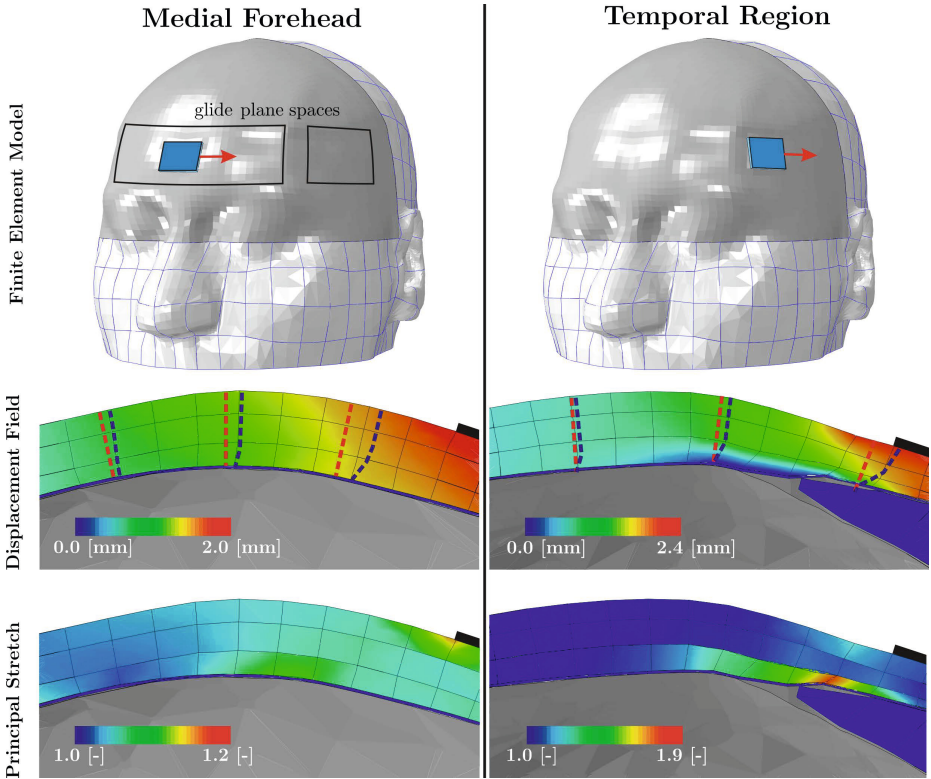 Medial Forehead
Temporal Region
Finite Element Model
glide plane spaces
Displacement Field
0.0 [mm]
2.0 [mm]
0.0 [mm]
2.4 [mm]
Principal Stretch
1.0 [-]
1.2 [-]
1.0 [-]
1.9 [-]